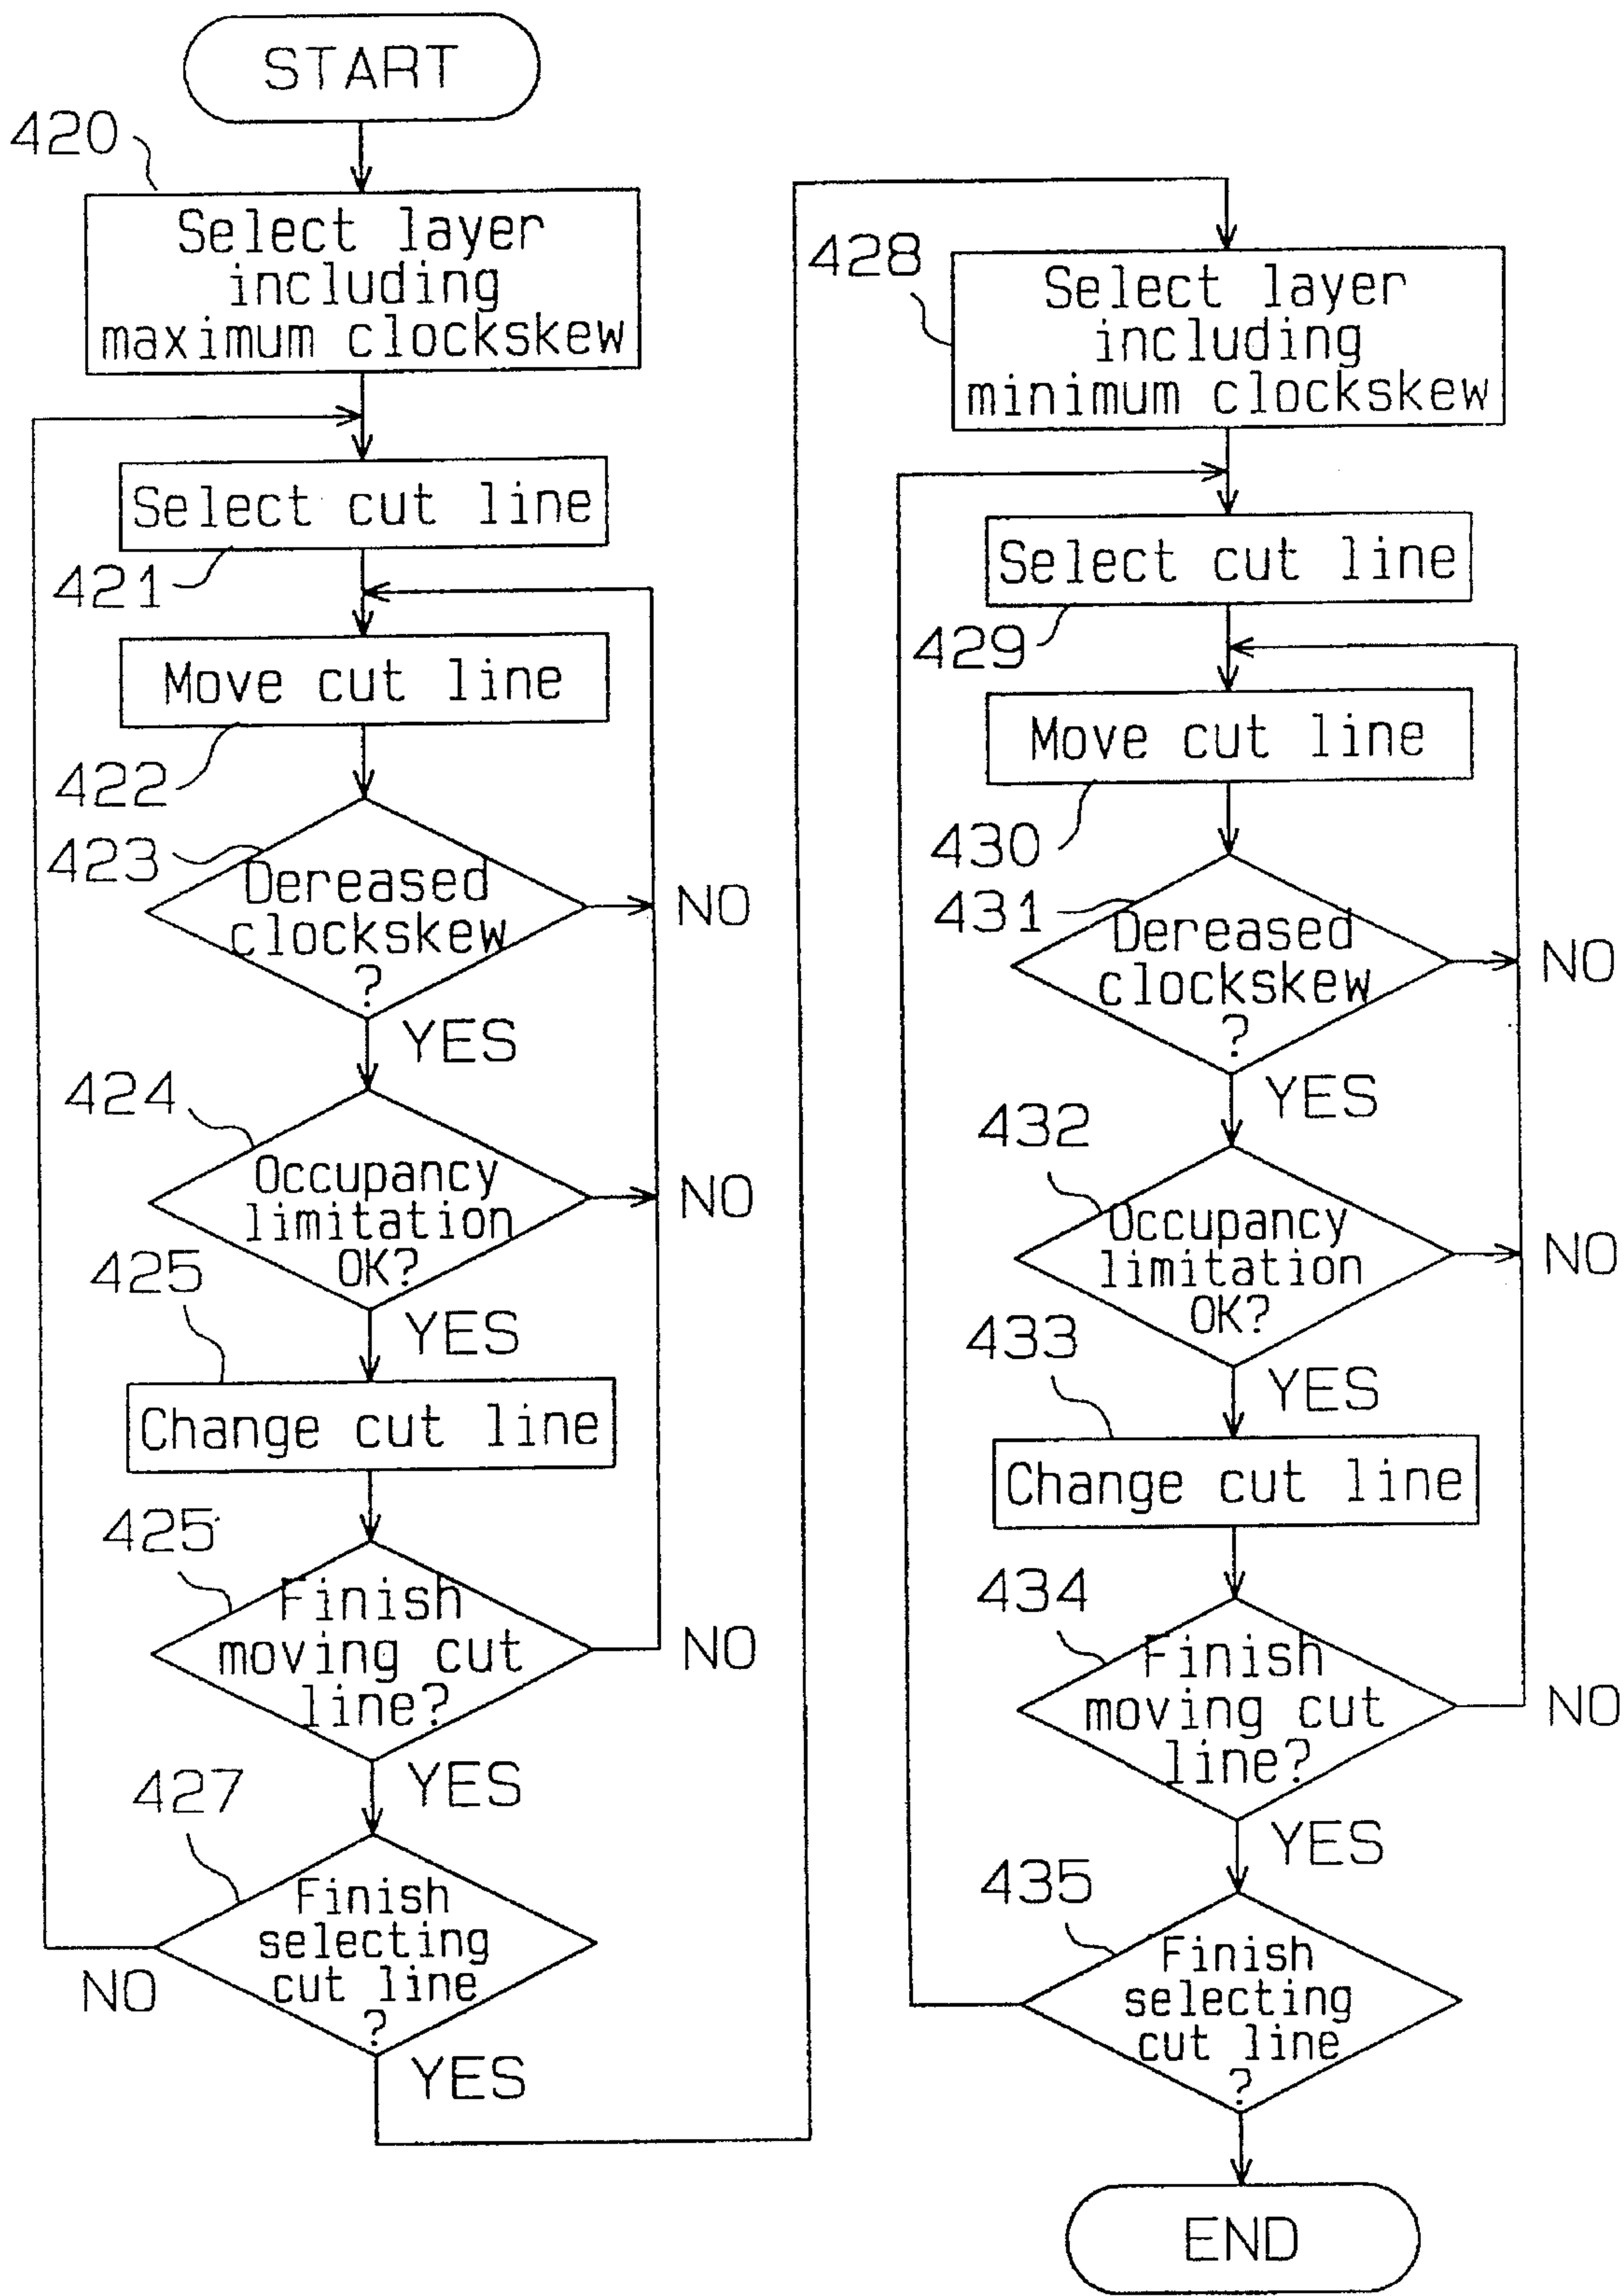 START
420
Select layer
including
maximum clockskew
Select cut line
421
Move cut line
422
423
Dereased
clockskew
?
NO
YES
424
Occupancy
limitation
OK?
NO
YES
425
Change cut line
425
Finish
moving cut
line?
NO
YES
427
Finish
selecting
cut line
?
NO
YES
428
Select layer
including
minimum clockskew
Select cut line
429
Move cut line
430
431
Dereased
clockskew
?
NO
YES
432
Occupancy
limitation
OK?
NO
YES
433
Change cut line
434
Finish
moving cut
line?
NO
YES
435
Finish
selecting
cut line
?
END